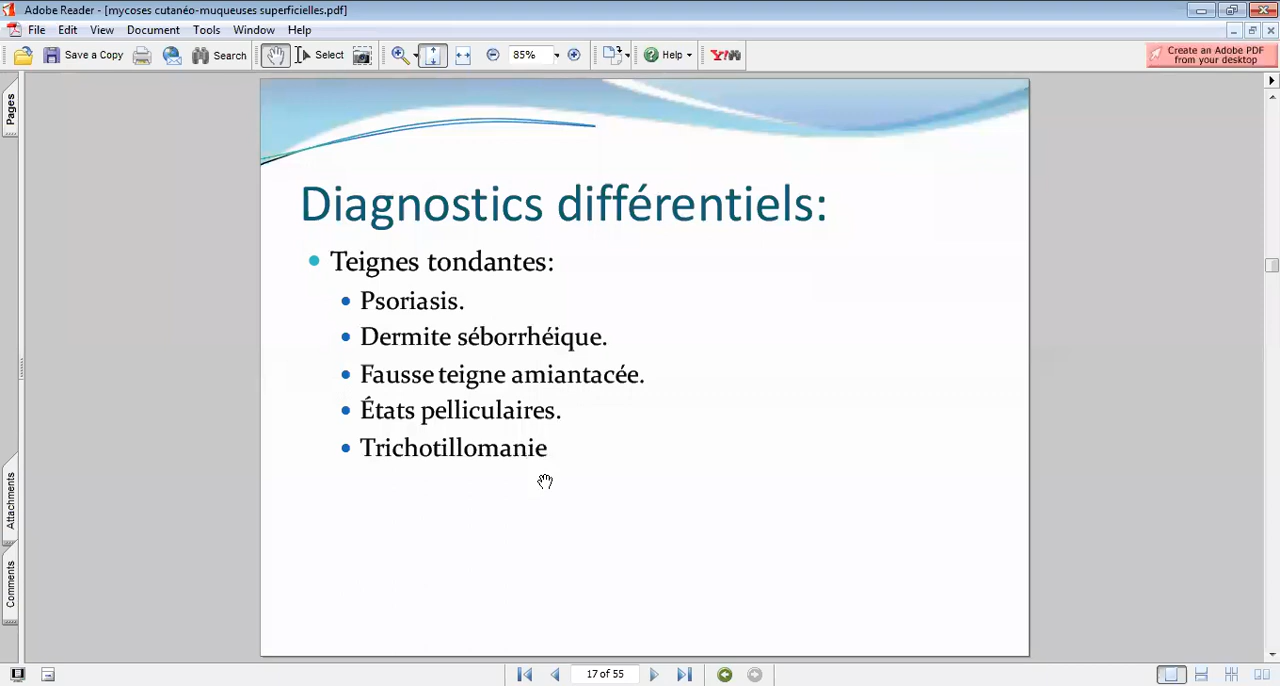 Adobe Reader - [mycoses cutanéo-muqueuses superficielles.pdf]
File Edit View Document Tools Window Help
Save a Copy Search Select 85% Help Y!
Create an Adobe PDF
from your desktop
Pages
Diagnostics différentiels:
Teignes tondantes:
Psoriasis.
Dermite séborrhéique.
Fausse teigne amiantacée.
États pelliculaires.
Trichotillomanie
Attachments
Comments
17 of 55